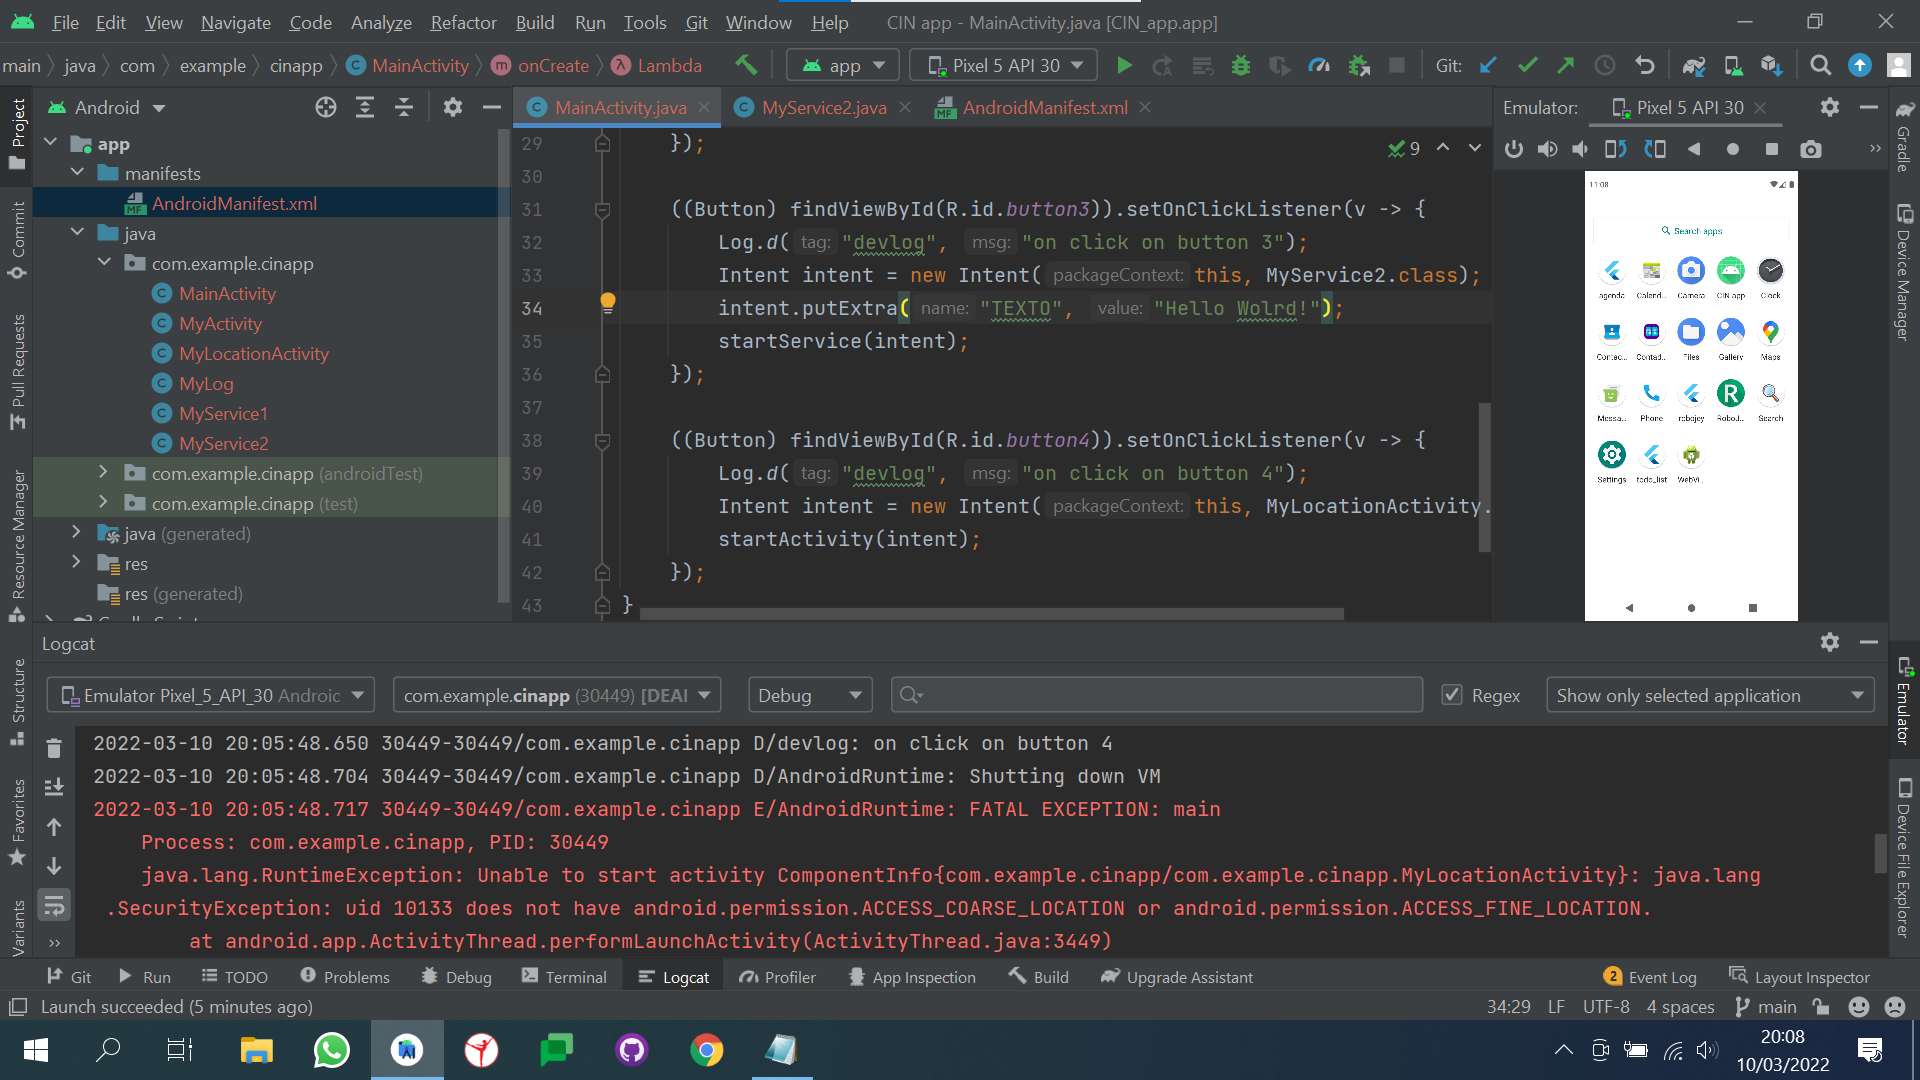 File Edit View Navigate Code Analyze Refactor Build Run Tools Git Window Help CIN app - MainActivity.java [CIN_app.app]
main java com example cinapp MainActivity onCreate Lambda app Pixel 5 API 30 Git:
Project
Commit
Pull Requests
Resource Manager
Structure
Favorites
Variants
Android
app
manifests
AndroidManifest.xml
java
com.example.cinapp
MainActivity
MyActivity
MyLocationActivity
MyLog
MyService1
MyService2
com.example.cinapp (androidTest)
com.example.cinapp (test)
java (generated)
res
res (generated)
MainActivity.java MyService2.java AndroidManifest.xml
9
29 });
30
31 ((Button) findViewById(R.id.button3)).setOnClickListener(v -> {
32 Log.d( tag: "devlog", msg: "on click on button 3");
33 Intent intent = new Intent( packageContext: this, MyService2.class);
34 intent.putExtra( name: "TEXTO", value: "Hello Wolrd!");
35 startService(intent);
36 });
37
38 ((Button) findViewById(R.id.button4)).setOnClickListener(v -> {
39 Log.d( tag: "devlog", msg: "on click on button 4");
40 Intent intent = new Intent( packageContext: this, MyLocationActivity.
41 startActivity(intent);
42 });
43 }
Emulator: Pixel 5 API 30
11:08
Search apps
agenda Calend... Camera CIN app Clock
Contac... Contad... Files Gallery Maps
Messa... Phone robojey RoboJ... Search
Settings todo_list WebVi...
Gradle
Device Manager
Emulator
Device File Explorer
Logcat
Emulator Pixel_5_API_30 Androic com.example.cinapp (30449) [DEAI Debug Regex Show only selected application
2022-03-10 20:05:48.650 30449-30449/com.example.cinapp D/devlog: on click on button 4
2022-03-10 20:05:48.704 30449-30449/com.example.cinapp D/AndroidRuntime: Shutting down VM
2022-03-10 20:05:48.717 30449-30449/com.example.cinapp E/AndroidRuntime: FATAL EXCEPTION: main
Process: com.example.cinapp, PID: 30449
java.lang.RuntimeException: Unable to start activity ComponentInfo{com.example.cinapp/com.example.cinapp.MyLocationActivity}: java.lang
.SecurityException: uid 10133 does not have android.permission.ACCESS_COARSE_LOCATION or android.permission.ACCESS_FINE_LOCATION.
at android.app.ActivityThread.performLaunchActivity(ActivityThread.java:3449)
Git Run TODO Problems Debug Terminal Logcat Profiler App Inspection Build Upgrade Assistant 2 Event Log Layout Inspector
Launch succeeded (5 minutes ago) 34:29 LF UTF-8 4 spaces main
20:08
10/03/2022